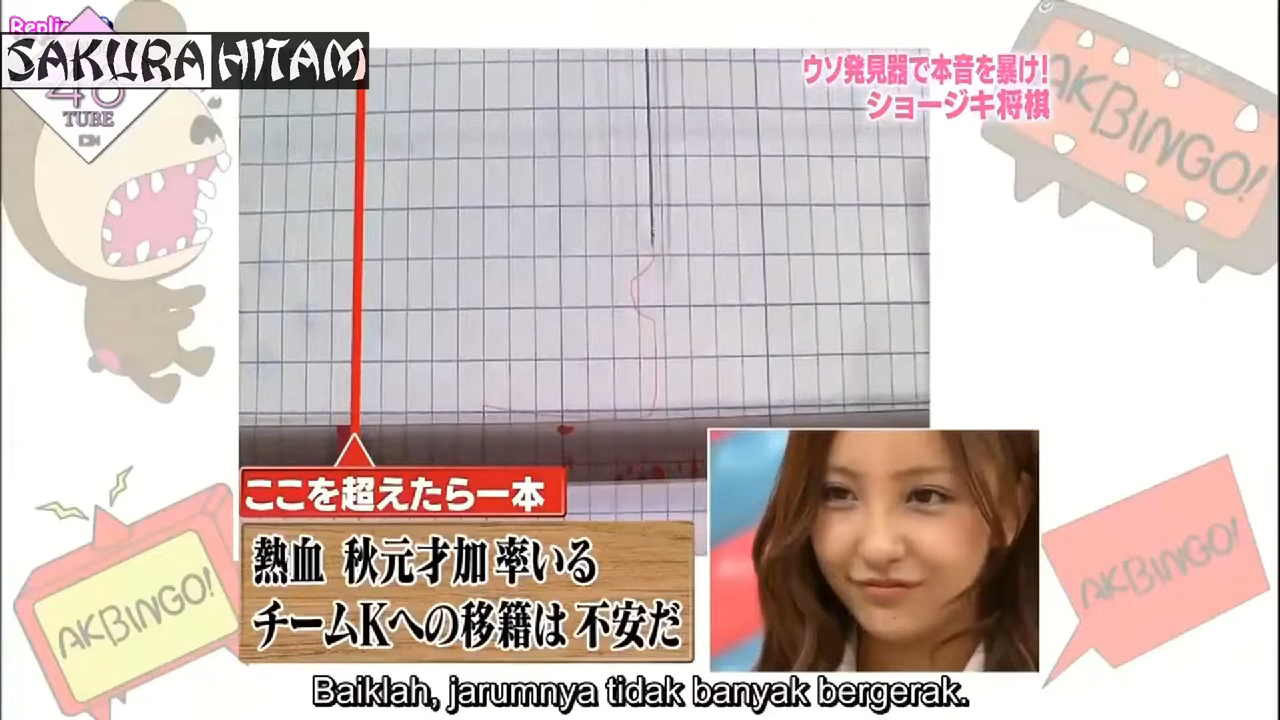 SAKURA HITAM
48
TUBE
ウソ発見器で本音を暴け!
ショージキ将棋
AKBINGO!
ここを超えたら一本
熱血 秋元才加 率いる
チームKへの移籍は 不安だ
AKBINGO!
AKBINGO!
Baiklah, jarumnya tidak banyak bergerak.